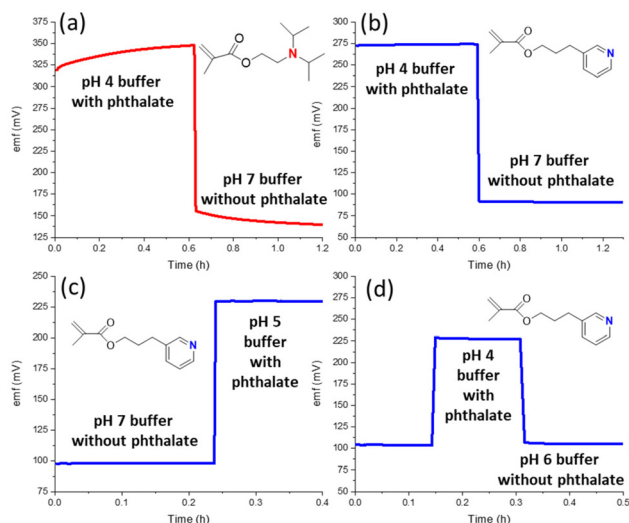 (a)
375
350
325
300
275
250
225
200
175
150
125
emf (mV)
O
O
N
pH 4 buffer
with phthalate
pH 7 buffer
without phthalate
0.0 0.2 0.4 0.6 0.8 1.0 1.2
Time (h)
(b)
300
275
250
225
200
175
150
125
100
75
50
emf (mV)
O
O
N
pH 4 buffer
with phthalate
pH 7 buffer
without phthalate
0.0 0.2 0.4 0.6 0.8 1.0 1.2
Time (h)
(c)
250
225
200
175
150
125
100
75
emf (mV)
O
O
N
pH 7 buffer
without phthalate
pH 5
buffer
with
phthalate
0.0 0.1 0.2 0.3 0.4
Time (h)
(d)
300
275
250
225
200
175
150
125
100
75
50
emf (mV)
O
O
N
pH 4
buffer
with
phthalate
pH 6 buffer
without phthalate
0.0 0.1 0.2 0.3 0.4 0.5
Time (h)